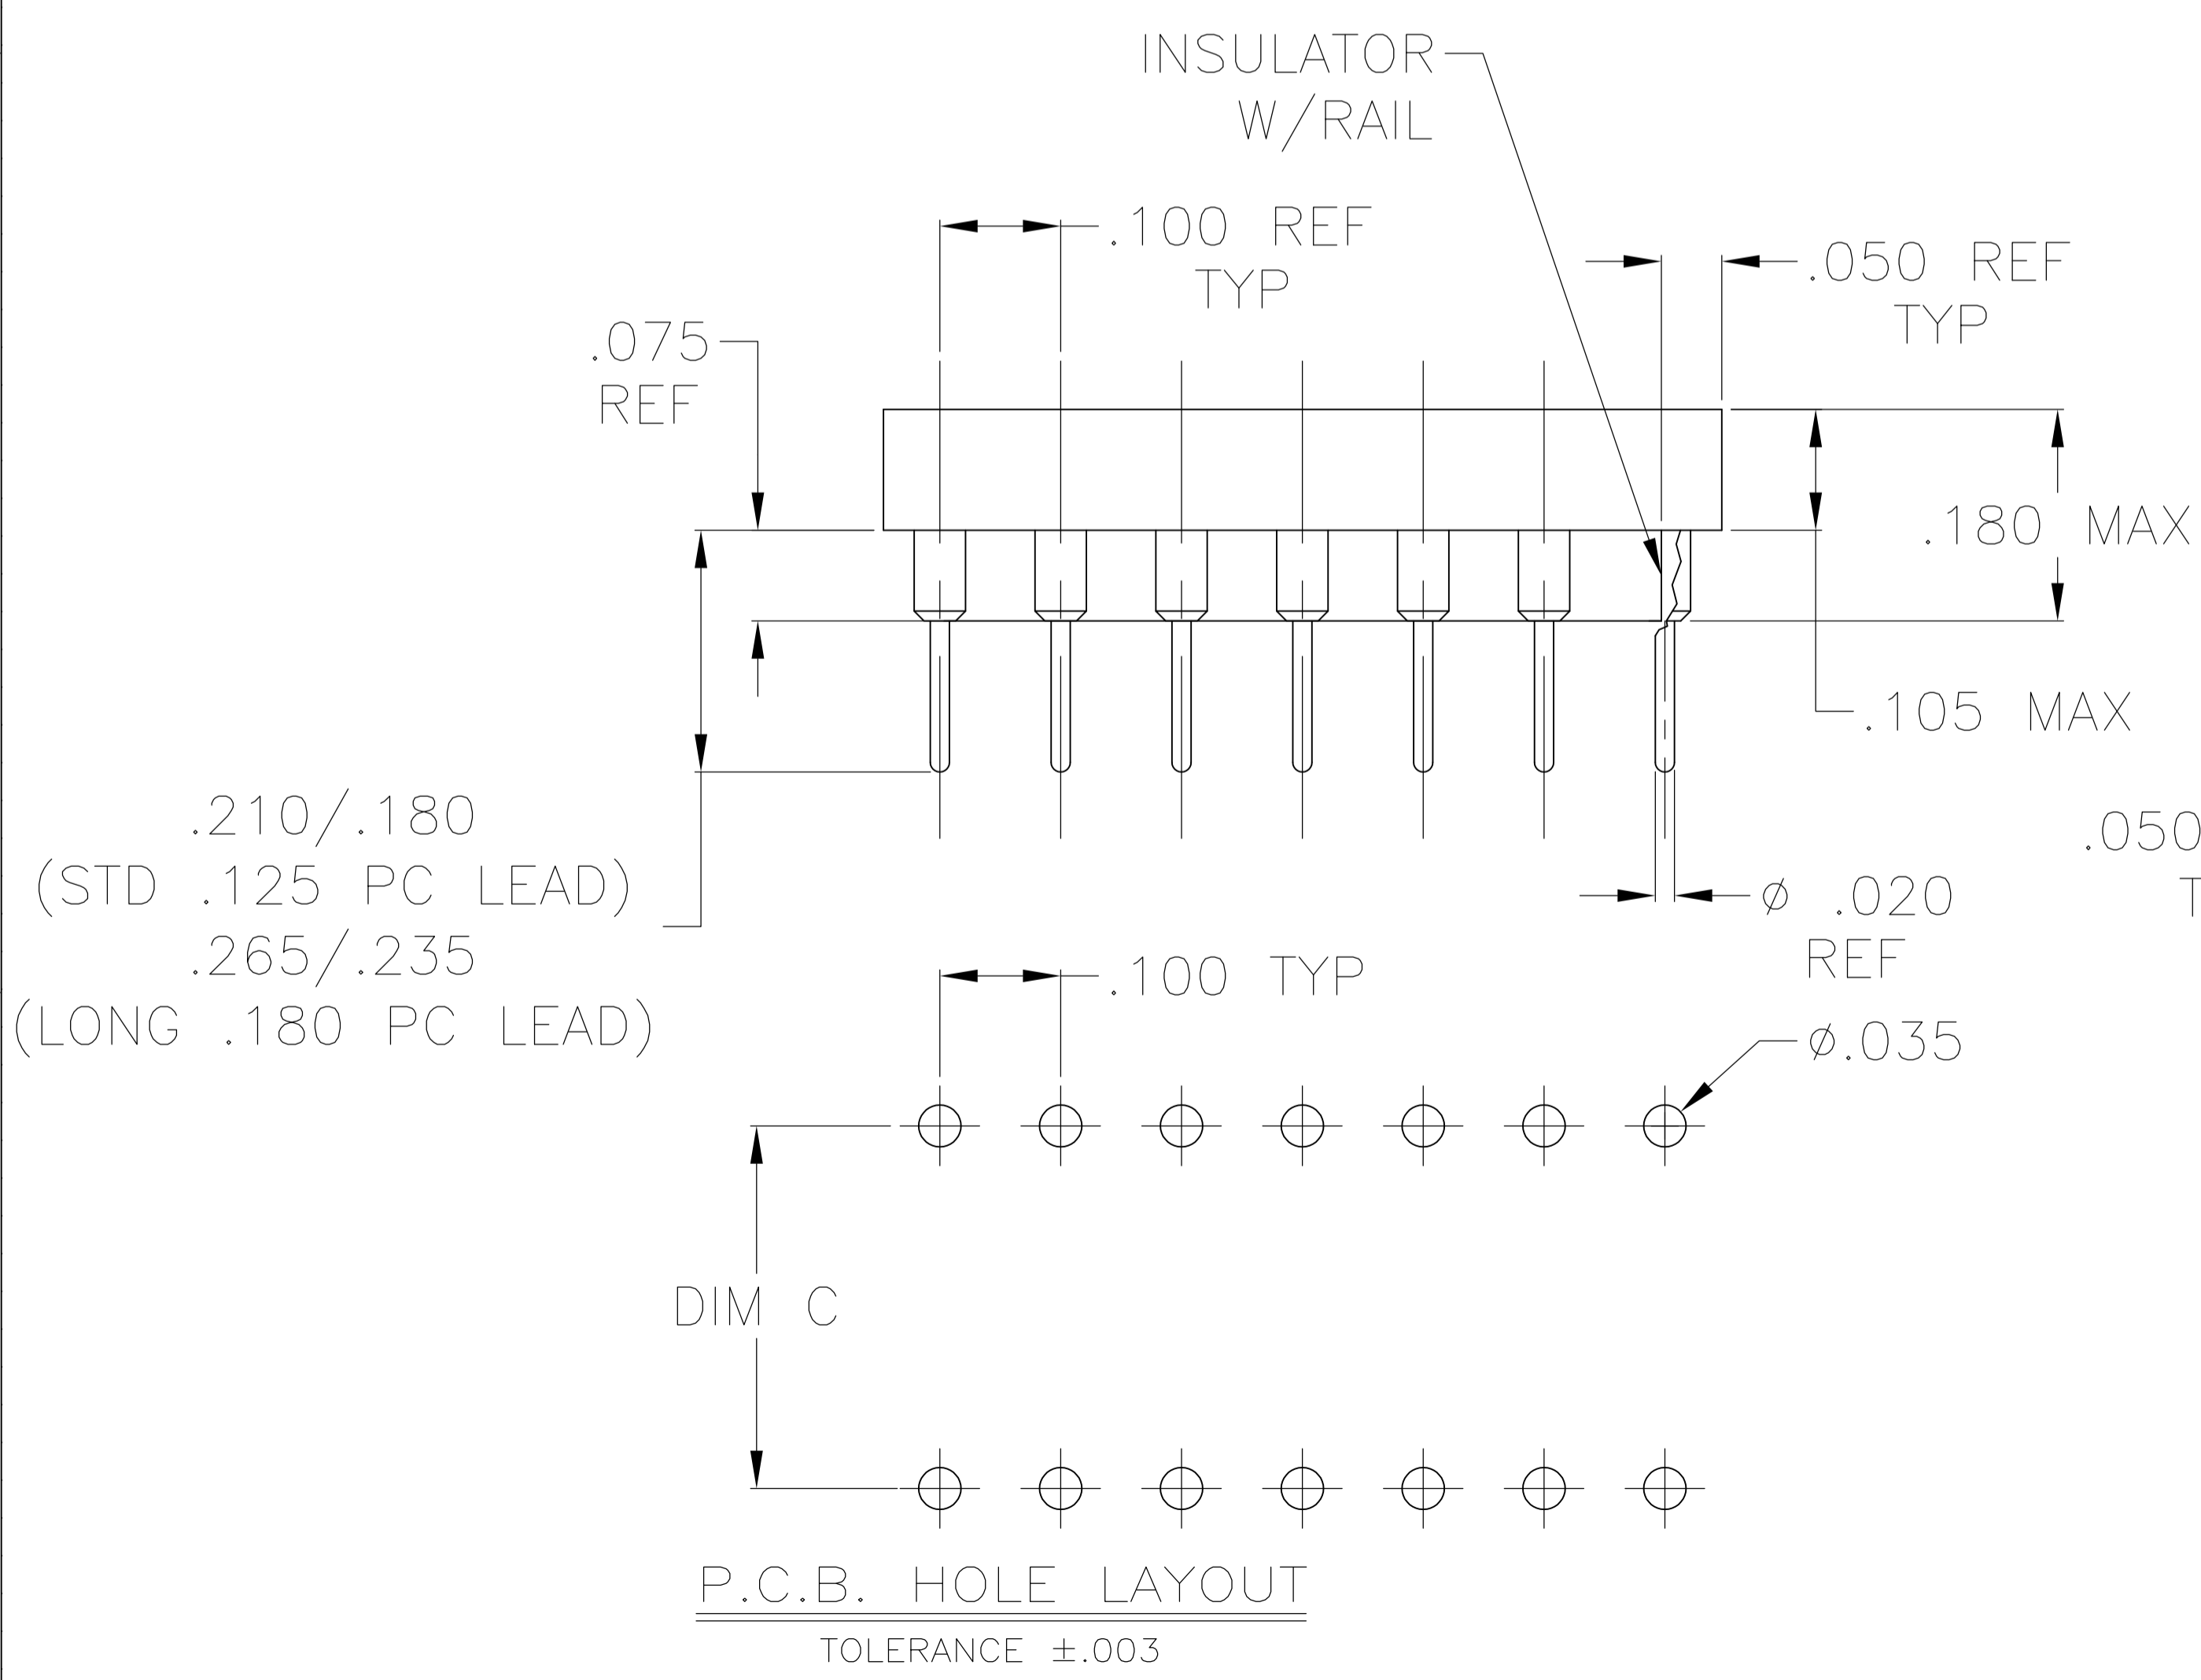 INSULATOR
W/RAIL
.100 REF
TYP
.050 REF
TYP
.075
REF
.180 MAX
.105 MAX
.210/.180
(STD .125 PC LEAD)
.265/.235
(LONG .180 PC LEAD)
.050
T
ø .020
REF
.100 TYP
ø.035
DIM C
P.C.B. HOLE LAYOUT
TOLERANCE ±.003